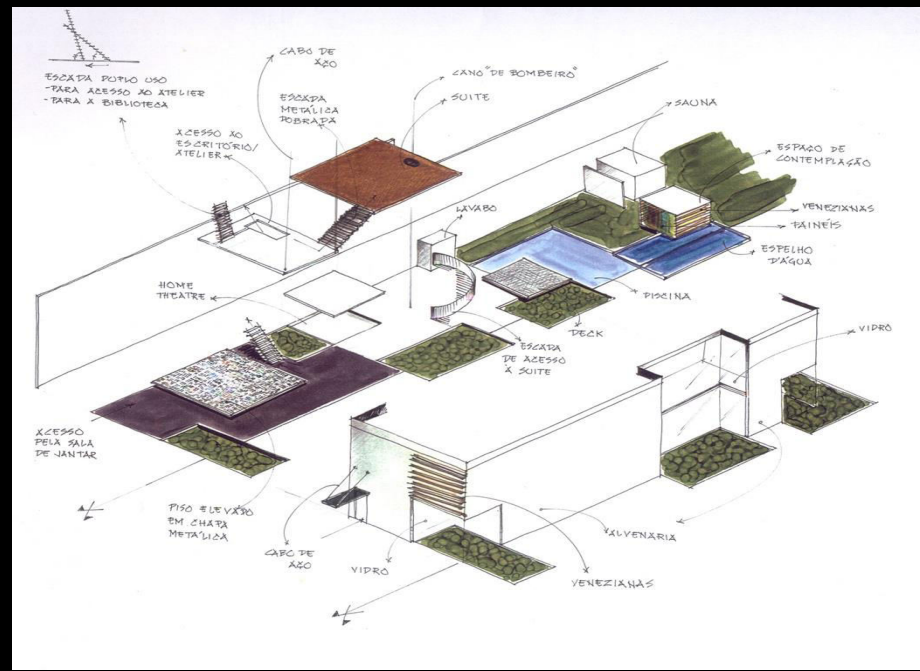 ESCADA DUPLO USO
-PARA ACESSO AO ATELIER
-PARA A BIBLIOTECA
ACESSO AO
ESCRITÓRIO/
ATELIER
CABO DE
AÇO
ESCADA
METÁLICA
DOBRADA
CANO "DE BOMBEIRO"
SUITE
SAUNA
ESPAÇO DE
CONTEMPLAÇÃO
VENEZIANAS
PAINÉIS
ESPELHO
D'ÁGUA
LAVABO
HOME
THEATRE
PISCINA
DECK
ESCADA
DE ACESSO
À SUITE
VIDRO
ACESSO
PELA SALA
DE JANTAR
PISO ELEVADO
EM CHAPA
METÁLICA
CABO DE
AÇO
VIDRO
ALVENARIA
VENEZIANAS